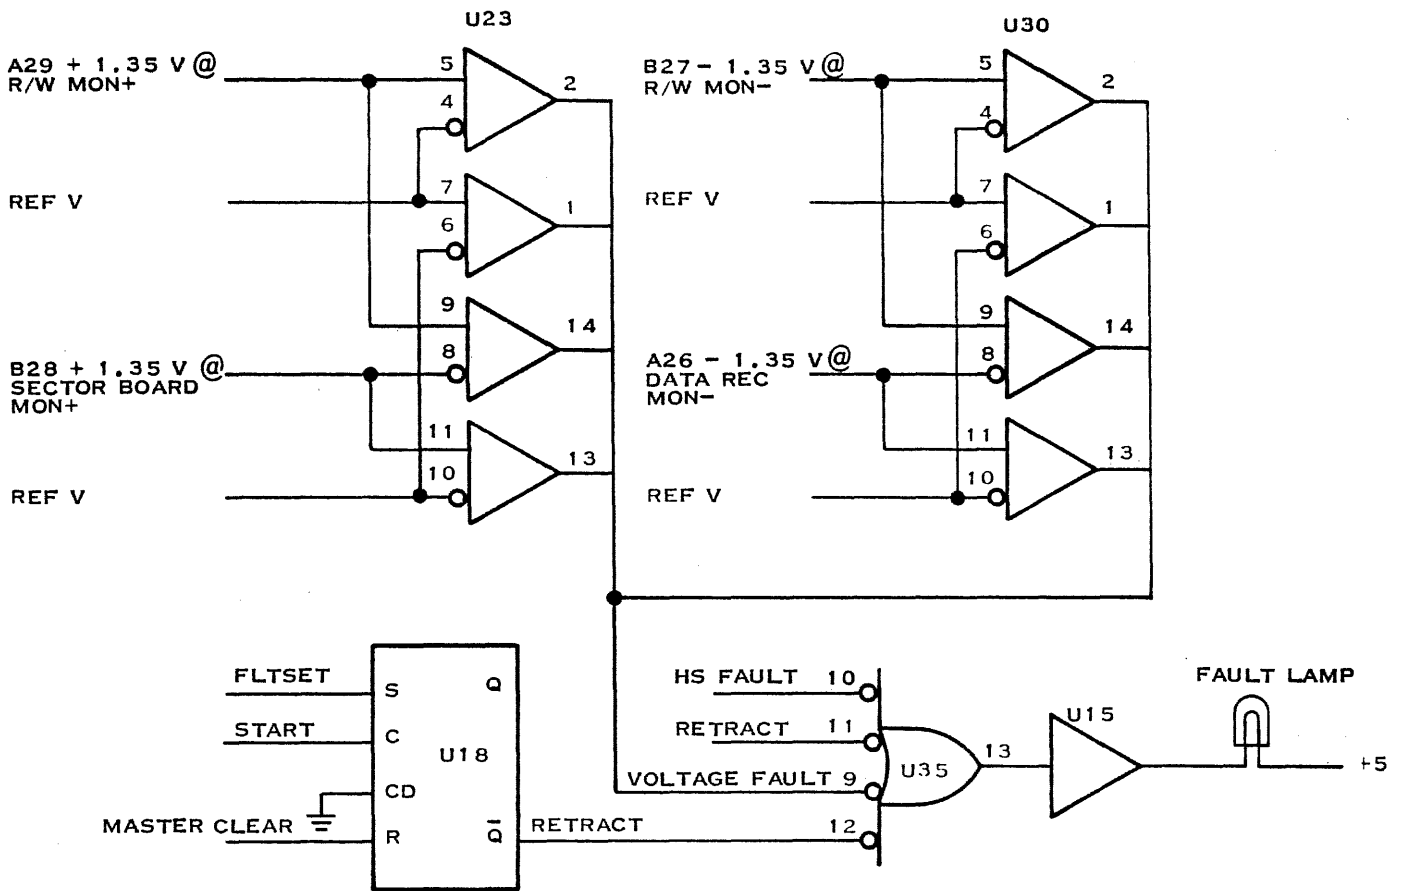 U23
U30
A29 + 1.35 V @
R/W MON+
5
4
2
B27 - 1.35 V @
R/W MON-
5
4
2
REF V
7
6
1
REF V
7
6
1
9
8
14
9
8
14
B28 + 1.35 V @
SECTOR BOARD
MON+
A26 - 1.35 V @
DATA REC
MON-
11
10
13
11
10
13
REF V
REF V
FLTSET
S
Q
START
C
U18
CD
MASTER CLEAR
R
Q̅
RETRACT
HS FAULT
10
RETRACT
11
VOLTAGE FAULT 9
12
U35
13
U15
FAULT LAMP
+5